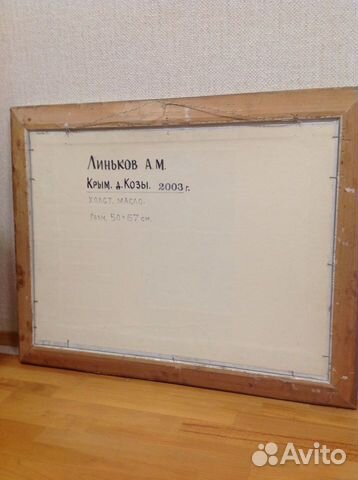 Линьков А.М.
Крым. д. Козы. 2003 г.
холст, масло.
Разм. 50×67 см.
Avito